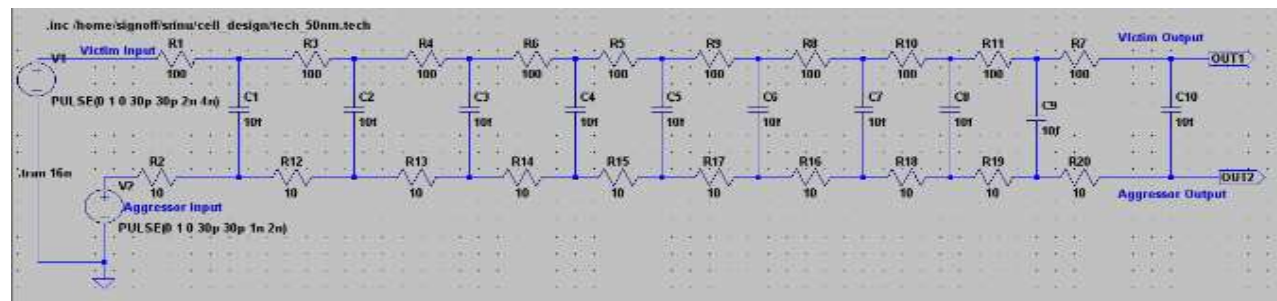 .inc /home/signoff/srinu/cell_design/tech_50nm.tech
Victim Input
V1
R1
R3
R4
R6
R5
R9
R8
R10
R11
R7
Victim Output
100
100
100
100
100
100
100
100
100
100
OUT1
PULSE(0 1 0 30p 30p 2n 4n)
C1
C2
C3
C4
C5
C6
C7
C8
C9
C10
10f
10f
10f
10f
10f
10f
10f
10f
10f
10f
.tran 16n
V2
R2
R12
R13
R14
R15
R17
R16
R18
R19
R20
10
10
10
10
10
10
10
10
10
10
OUT2
Aggressor Input
Aggressor Output
PULSE(0 1 0 30p 30p 1n 2n)